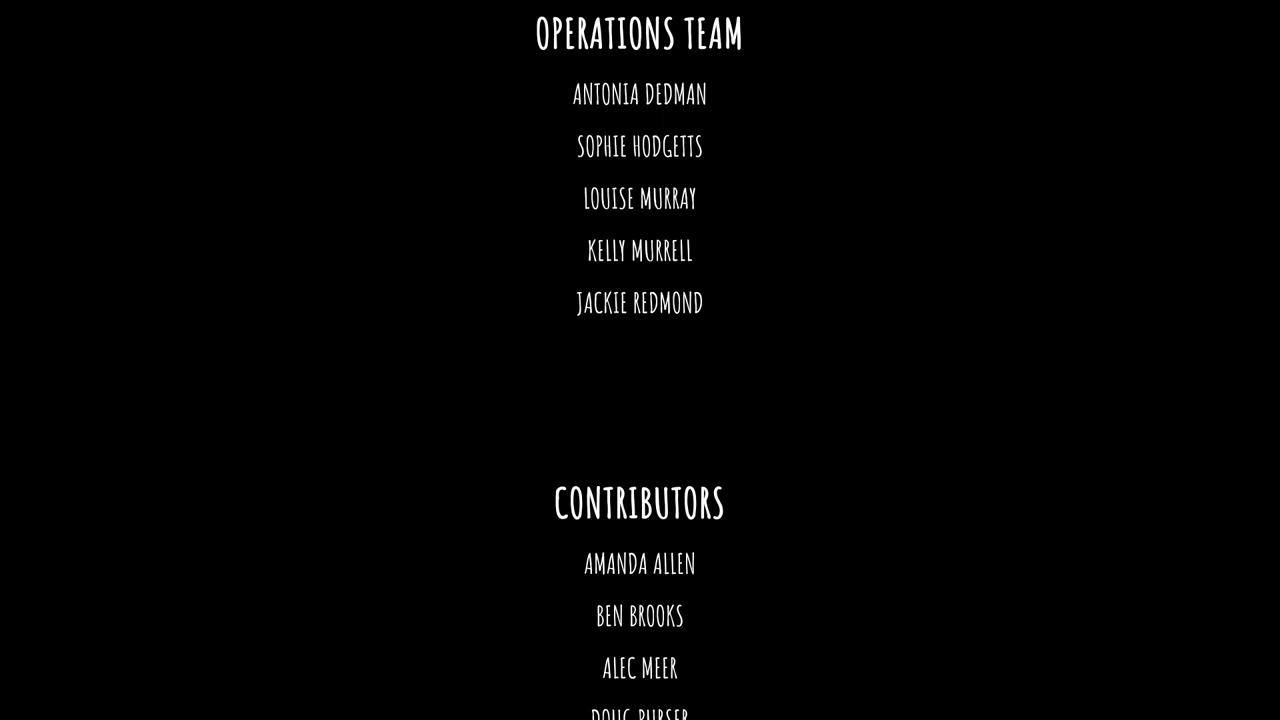 OPERATIONS TEAM
ANTONIA DEDMAN
SOPHIE HODGETTS
LOUISE MURRAY
KELLY MURRELL
JACKIE REDMOND
CONTRIBUTORS
AMANDA ALLEN
BEN BROOKS
ALEC MEER
DOUG